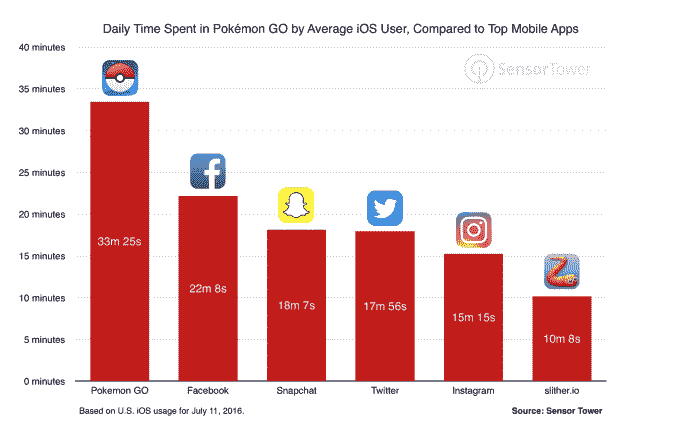 Daily Time Spent in Pokémon GO by Average iOS User, Compared to Top Mobile Apps
40 minutes
SensorTower
35 minutes
30 minutes
25 minutes
20 minutes
15 minutes
10 minutes
5 minutes
0 minutes
33m 25s
22m 8s
18m 7s
17m 56s
15m 15s
10m 8s
Pokemon GO Facebook Snapchat Twitter Instagram slither.io
Based on U.S. iOS usage for July 11, 2016. Source: Sensor Tower